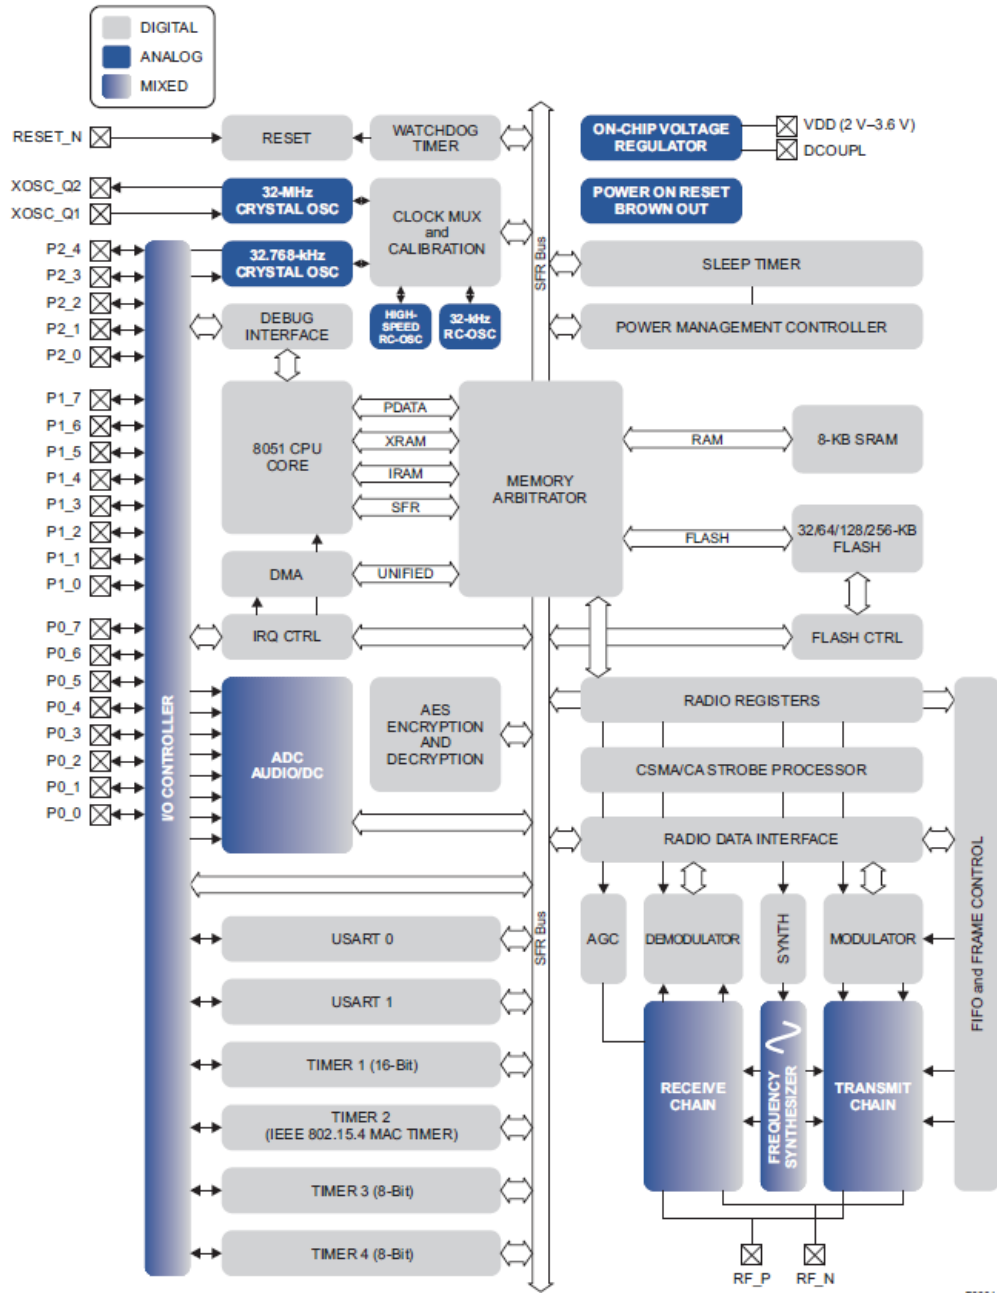 DIGITAL
ANALOG
MIXED
RESET_N
RESET
WATCHDOG
TIMER
ON-CHIP VOLTAGE
REGULATOR
VDD (2 V–3.6 V)
DCOUPL
XOSC_Q2
XOSC_Q1
32-MHz
CRYSTAL OSC
CLOCK MUX
and
CALIBRATION
POWER ON RESET
BROWN OUT
SFR Bus
P2_4
P2_3
P2_2
P2_1
P2_0
32.768-kHz
CRYSTAL OSC
SLEEP TIMER
DEBUG
INTERFACE
HIGH-
SPEED
RC-OSC
32-kHz
RC-OSC
POWER MANAGEMENT CONTROLLER
P1_7
P1_6
P1_5
P1_4
P1_3
P1_2
P1_1
P1_0
8051 CPU
CORE
PDATA
XRAM
IRAM
SFR
MEMORY
ARBITRATOR
RAM
8-KB SRAM
FLASH
32/64/128/256-KB
FLASH
DMA
UNIFIED
P0_7
P0_6
P0_5
P0_4
P0_3
P0_2
P0_1
P0_0
IRQ CTRL
FLASH CTRL
I/O CONTROLLER
ADC
AUDIO/DC
AES
ENCRYPTION
AND
DECRYPTION
RADIO REGISTERS
CSMA/CA STROBE PROCESSOR
RADIO DATA INTERFACE
FIFO and FRAME CONTROL
SFR Bus
USART 0
USART 1
TIMER 1 (16-Bit)
TIMER 2
(IEEE 802.15.4 MAC TIMER)
TIMER 3 (8-Bit)
TIMER 4 (8-Bit)
AGC
DEMODULATOR
SYNTH
MODULATOR
RECEIVE
CHAIN
FREQUENCY
SYNTHESIZER
TRANSMIT
CHAIN
RF_P
RF_N